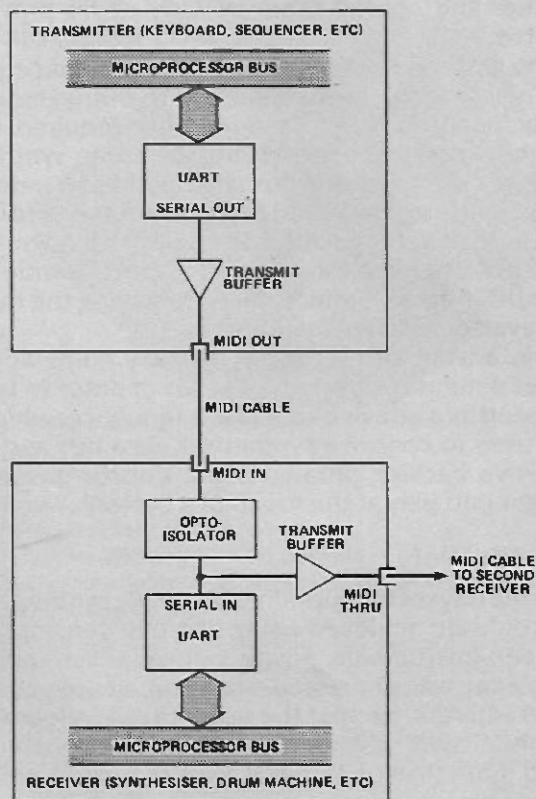 TRANSMITTER (KEYBOARD, SEQUENCER, ETC)
MICROPROCESSOR BUS
UART
SERIAL OUT
TRANSMIT
BUFFER
MIDI OUT
MIDI CABLE
MIDI IN
OPTO-
ISOLATOR
TRANSMIT
BUFFER
MIDI
THRU
MIDI CABLE
TO SECOND
RECEIVER
SERIAL IN
UART
MICROPROCESSOR BUS
RECEIVER (SYNTHESISER, DRUM MACHINE, ETC)